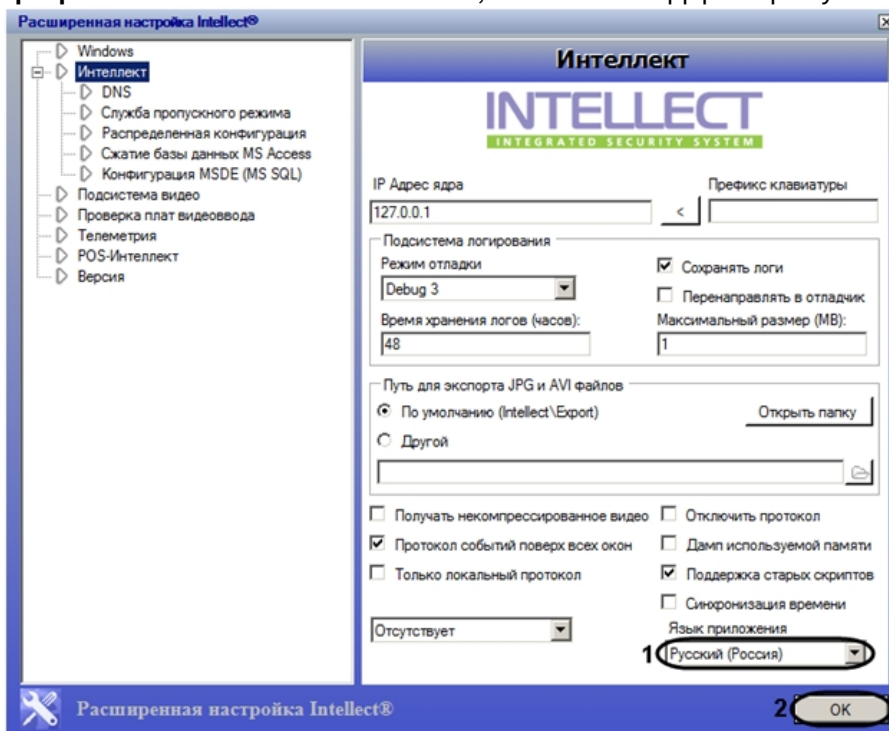 Расширенная настройка Intellect®
Windows
Интеллект
DNS
Служба пропускного режима
Распределенная конфигурация
Сжатие базы данных MS Access
Конфигурация MSDE (MS SQL)
Подсистема видео
Проверка плат видеоввода
Телеметрия
POS-Интеллект
Версия
Интеллект
INTELLECT
INTEGRATED SECURITY SYSTEM
IP Адрес ядра
Префикс клавиатуры
127.0.0.1
<
Подсистема логирования
Режим отладки
Сохранять логи
Debug 3
Перенаправлять в отладчик
Время хранения логов (часов):
Максимальный размер (MB):
48
1
Путь для экспорта JPG и AVI файлов
По умолчанию (Intellect\Export)
Открыть папку
Другой
Получать некомпрессированное видео
Отключить протокол
Протокол событий поверх всех окон
Дамп используемой памяти
Только локальный протокол
Поддержка старых скриптов
Синхронизация времени
Отсутствует
Язык приложения
1 Русский (Россия)
Расширенная настройка Intellect®
2 OK